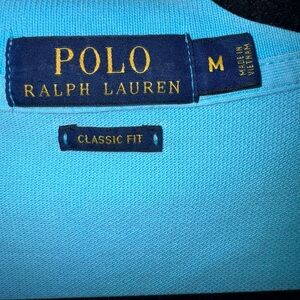 POLO
RALPH LAUREN
M
MADE IN
VIETNAM
CLASSIC FIT